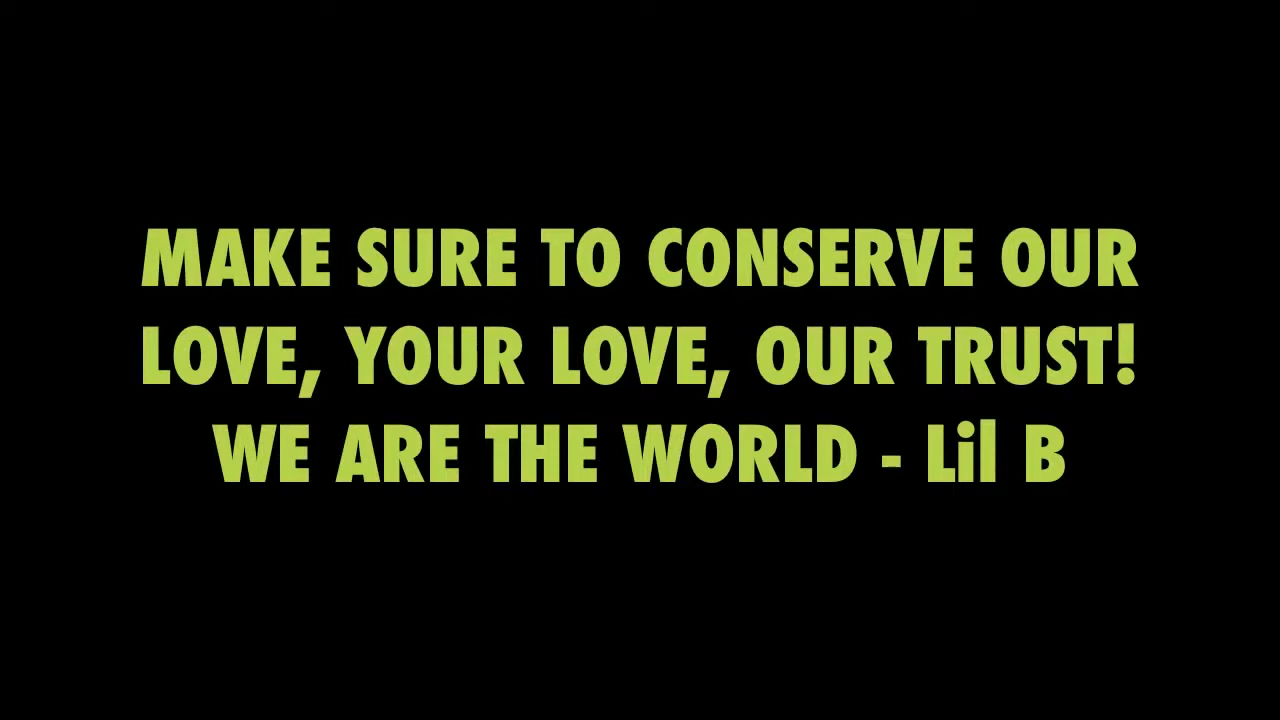 MAKE SURE TO CONSERVE OUR
LOVE, YOUR LOVE, OUR TRUST!
WE ARE THE WORLD - Lil B